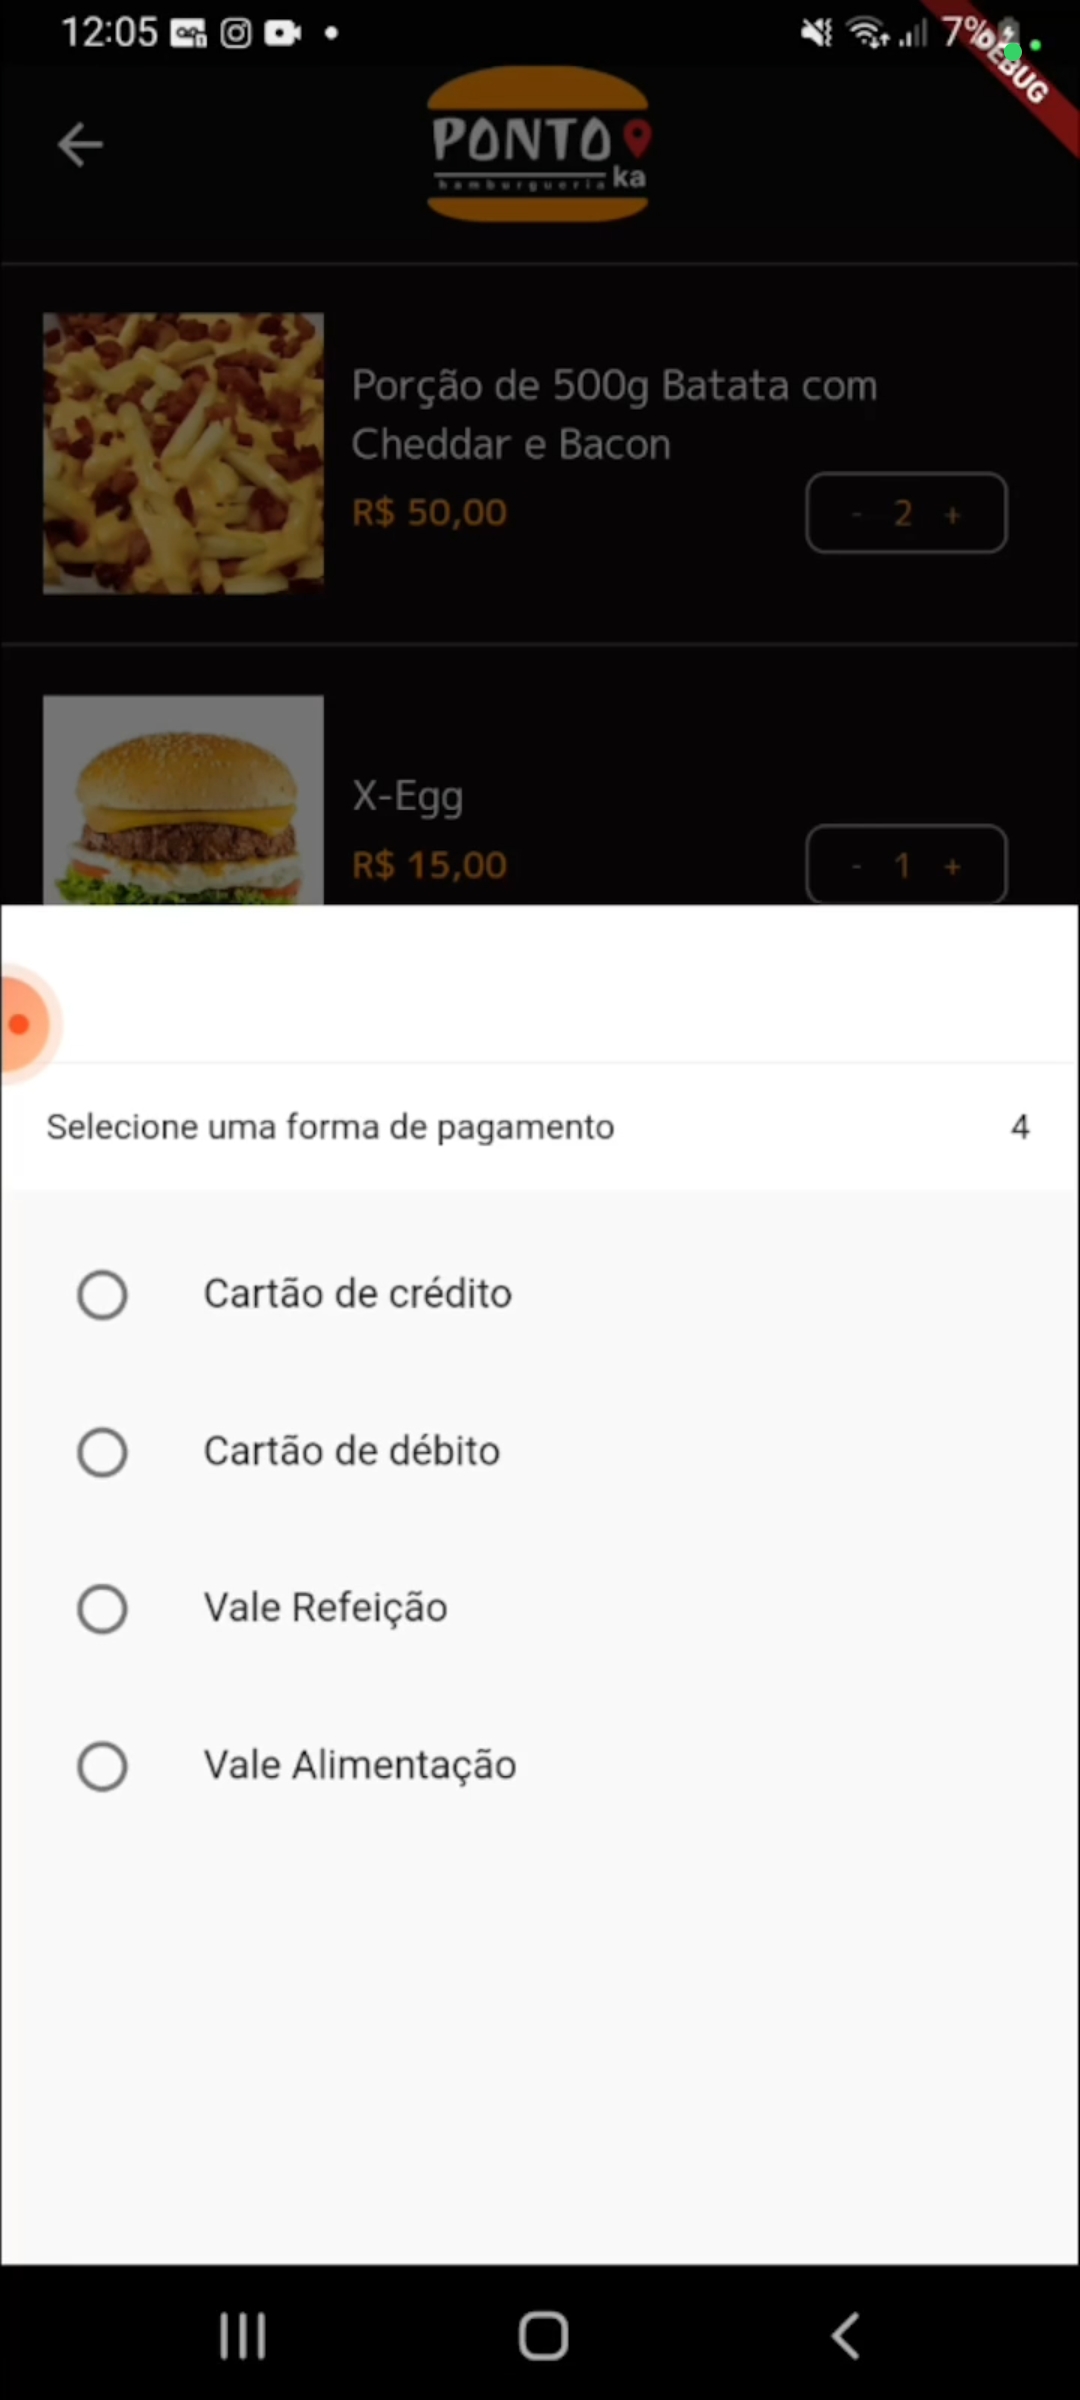 12:05
7%
DEBUG
PONTO
hamburgueria ka
Porção de 500g Batata com
Cheddar e Bacon
R$ 50,00
- 2 +
X-Egg
R$ 15,00
- 1 +
Selecione uma forma de pagamento 4
Cartão de crédito
Cartão de débito
Vale Refeição
Vale Alimentação